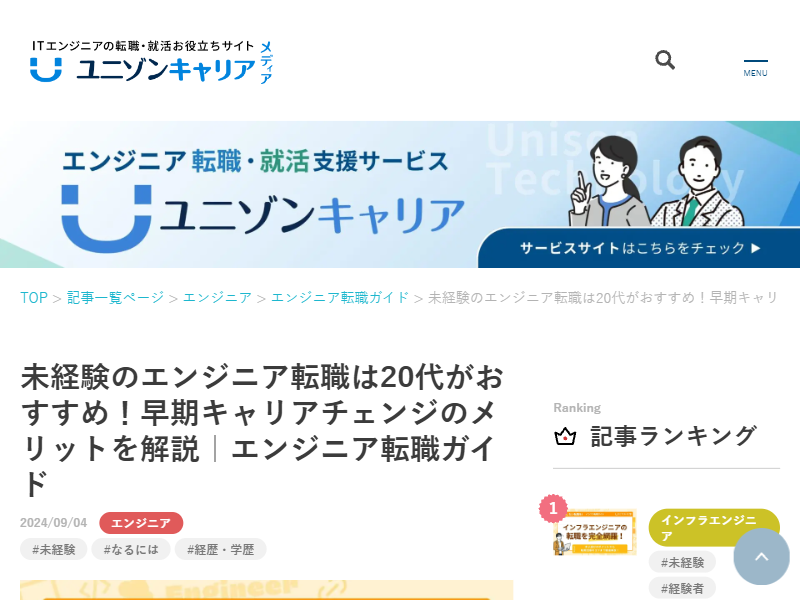 ITエンジニアの転職・就活お役立ちサイト
ユニゾンキャリア
メディア
MENU
Unison
Technology
エンジニア転職・就活支援サービス
ユニゾンキャリア
サービスサイトはこちらをチェック ▶
TOP > 記事一覧ページ > エンジニア > エンジニア転職ガイド > 未経験のエンジニア転職は20代がおすすめ！早期キャリ
未経験のエンジニア転職は20代がお
すすめ！早期キャリアチェンジのメ
リットを解説｜エンジニア転職ガイ
ド
2024/09/04 エンジニア
#未経験 #なるには #経歴・学歴
Engineer
Ranking
記事ランキング
1
インフラエンジニアの
転職を完全網羅！
インフラエンジニ
ア
#未経験
#経験者